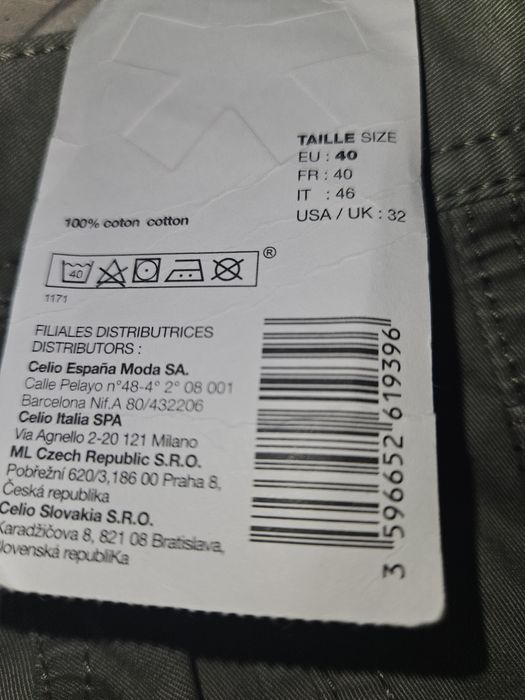 TAILLE SIZE
EU : 40
FR : 40
IT : 46
USA / UK : 32
100% coton cotton
40
®
1171
FILIALES DISTRIBUTRICES
DISTRIBUTORS :
Celio España Moda SA.
Calle Pelayo n°48-4° 2° 08 001
Barcelona Nif.A 80/432206
Celio Italia SPA
Via Agnello 2-20 121 Milano
ML Czech Republic S.R.O.
Pobřežní 620/3,186 00 Praha 8,
Česká republika
Celio Slovakia S.R.O.
Karadžičova 8, 821 08 Bratislava,
lovenská republiKa
3 596652 619396